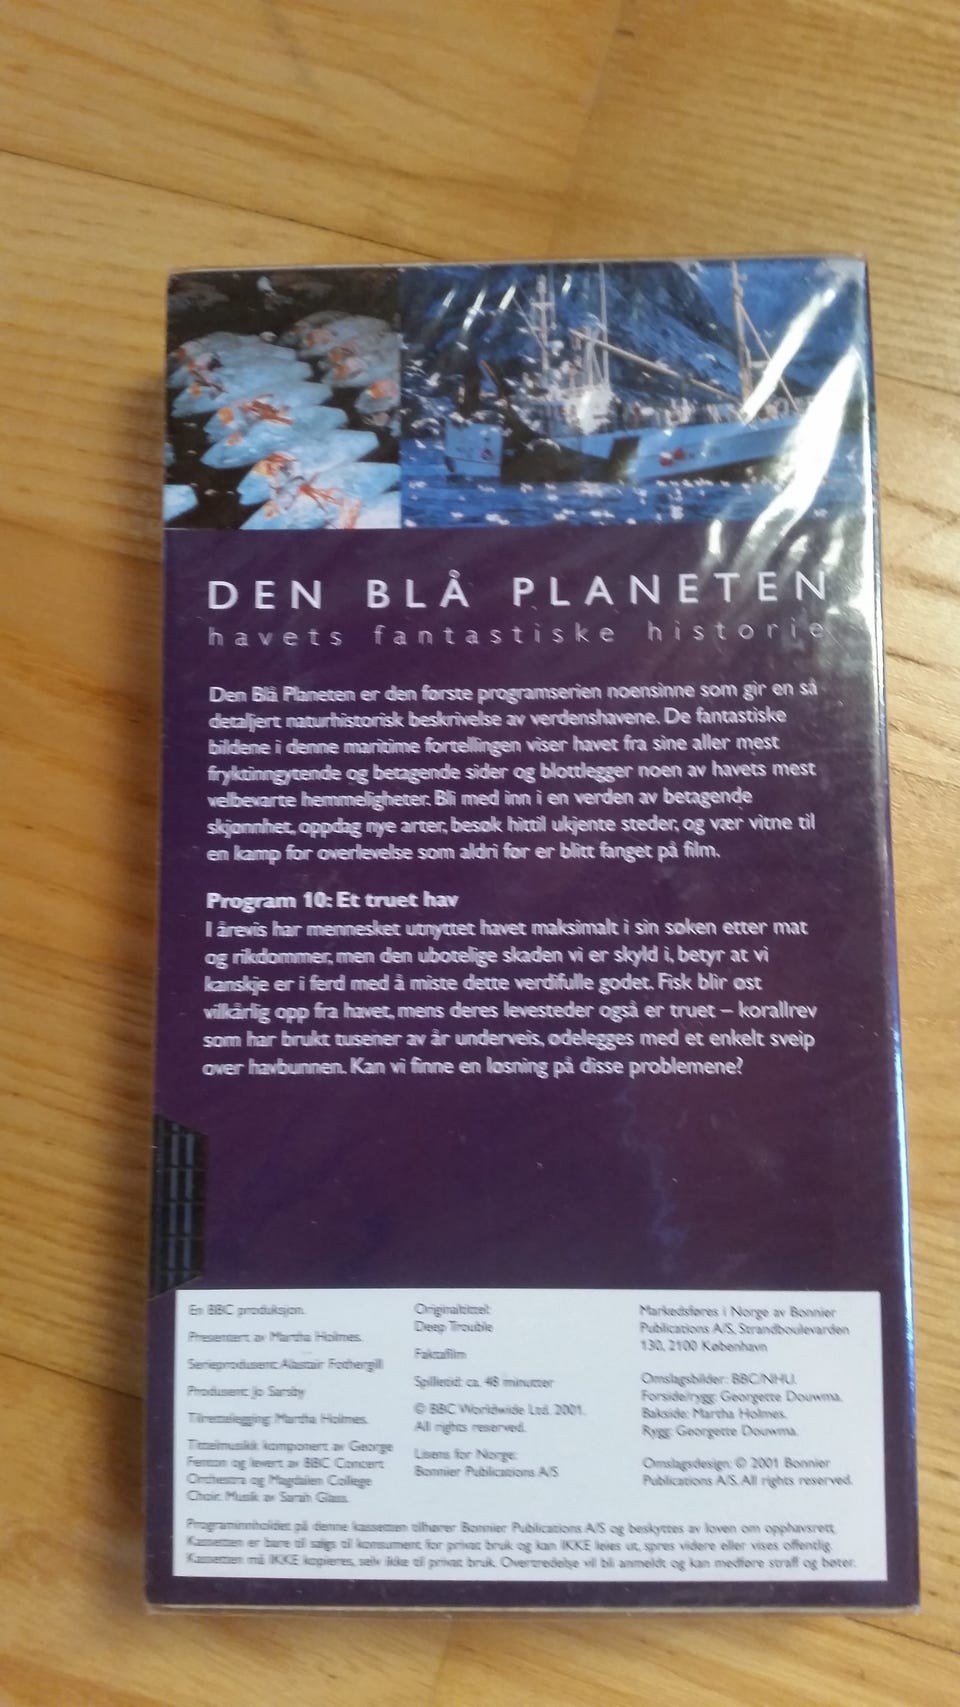 DEN BLÅ PLANETEN
havets fantastiske historie
Den Blå Planeten er den første programserien noensinne som gir en så
detaljert naturhistorisk beskrivelse av verdenshavene. De fantastiske
bildene i denne maritime fortellingen viser havet fra sine aller mest
fryktinngytende og betagende sider og blottlegger noen av havets mest
velbevarte hemmeligheter. Bli med inn i en verden av betagende
skjønnhet, oppdag nye arter, besøk hittil ukjente steder, og vær vitne til
en kamp for overlevelse som aldri før er blitt fanget på film.
Program 10: Et truet hav
I årevis har mennesket utnyttet havet maksimalt i sin søken etter mat
og rikdommer, men den ubotelige skaden vi er skyld i, betyr at vi
kanskje er i ferd med å miste dette verdifulle godet. Fisk blir øst
vilkårlig opp fra havet, mens deres levesteder også er truet – korallrev
som har brukt tusener av år underveis, ødelegges med et enkelt sveip
over havbunnen. Kan vi finne en løsning på disse problemene?
En BBC produksjon.
Presentert av Martha Holmes.
Serieprodusent: Alastair Fothergill
Produsent: Jo Sarsby
Tilrettelegging: Martha Holmes.
Tittelmusikk komponert av George
Fenton og levert av BBC Concert
Orchestra og Magdalen College
Choir. Musik av Sarah Glass.
Originaltittel:
Deep Trouble
Faktafilm
Spilletid: ca. 48 minutter
© BBC Worldwide Ltd. 2001.
All rights reserved.
Lisens for Norge:
Bonnier Publications A/S
Markedsføres i Norge av Bonnier
Publications A/S, Strandboulevarden
130, 2100 København
Omslagsbilder: BBC/NHU.
Forside/rygg: Georgette Douwma.
Bakside: Martha Holmes.
Rygg: Georgette Douwma.
Omslagsdesign: © 2001 Bonnier
Publications A/S. All rights reserved.
Programinnholdet på denne kassetten tilhører Bonnier Publications A/S og beskyttes av loven om opphavsrett.
Kassetten er bare til salgs til konsument for privat bruk og kan IKKE leies ut, spres videre eller vises offentlig.
Kassetten må IKKE kopieres, selv ikke til privat bruk. Overtredelse vil bli anmeldt og kan medføre straff og bøter.